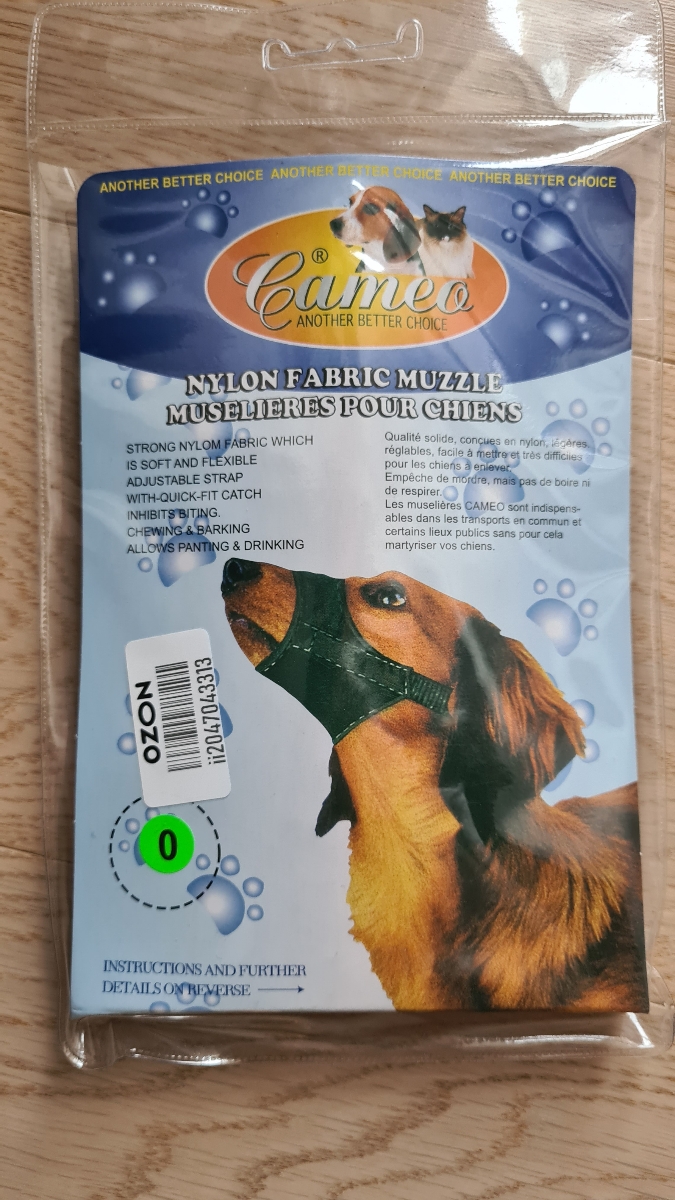 ANOTHER BETTER CHOICE ANOTHER BETTER CHOICE ANOTHER BETTER CHOICE
®
Cameo
ANOTHER BETTER CHOICE
NYLON FABRIC MUZZLE
MUSELIERES POUR CHIENS
STRONG NYLOM FABRIC WHICH
IS SOFT AND FLEXIBLE
ADJUSTABLE STRAP
WITH-QUICK-FIT CATCH
INHIBITS BITING.
CHEWING & BARKING
ALLOWS PANTING & DRINKING
Qualité solide, concues en nylon, légères,
réglables, facile à mettre et très difficiles
pour les chiens à enlever.
Empêche de mordre, mais pas de boire ni
de respirer.
Les muselières CAMEO sont indispens-
ables dans les transports en commun et
certains lieux publics sans pour cela
martyriser vos chiens.
OZON
ii2047043313
0
INSTRUCTIONS AND FURTHER
DETAILS ON REVERSE